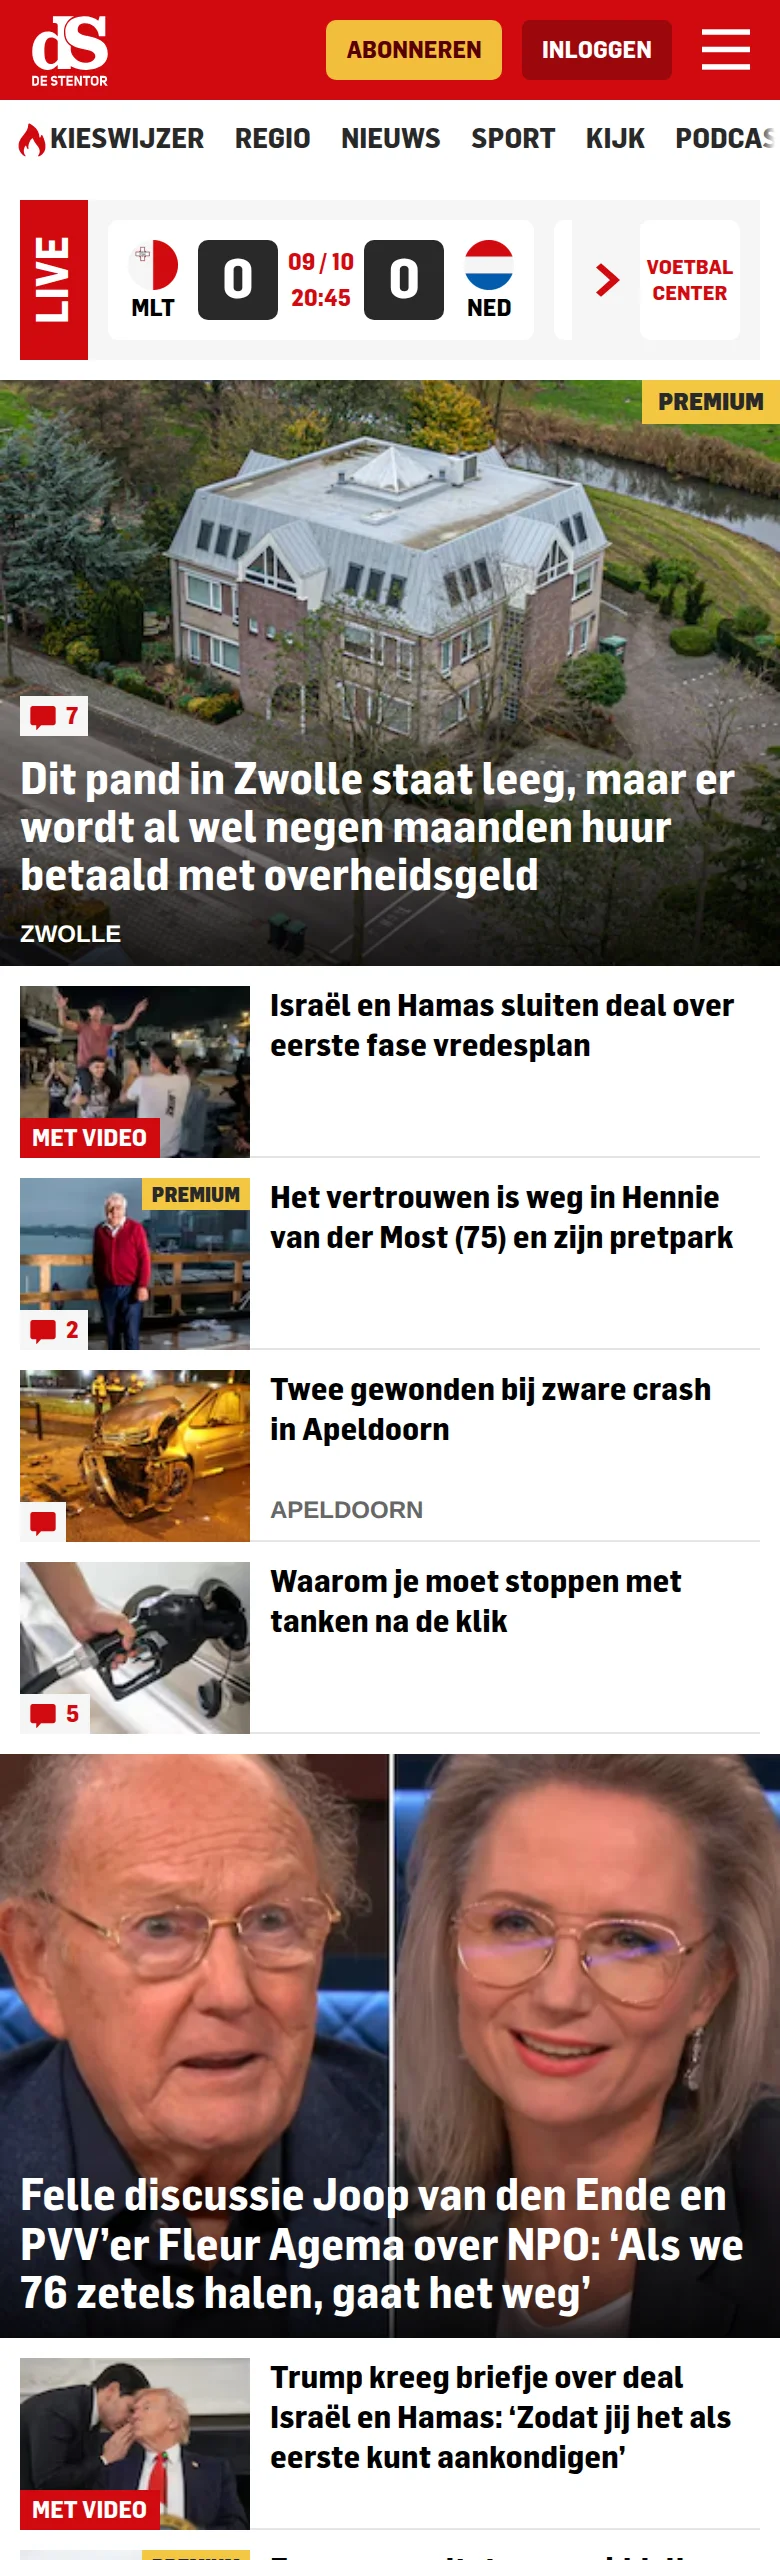 dS
DE STENTOR
ABONNEREN
INLOGGEN
KIESWIJZER REGIO NIEUWS SPORT KIJK PODCAS
LIVE
MLT
0
09 / 10
20:45
0
NED
VOETBAL
CENTER
PREMIUM
7
Dit pand in Zwolle staat leeg, maar er
wordt al wel negen maanden huur
betaald met overheidsgeld
ZWOLLE
Israël en Hamas sluiten deal over
eerste fase vredesplan
MET VIDEO
PREMIUM
Het vertrouwen is weg in Hennie
van der Most (75) en zijn pretpark
2
Twee gewonden bij zware crash
in Apeldoorn
APELDOORN
Waarom je moet stoppen met
tanken na de klik
5
Felle discussie Joop van den Ende en
PVV’er Fleur Agema over NPO: ‘Als we
76 zetels halen, gaat het weg’
Trump kreeg briefje over deal
Israël en Hamas: ‘Zodat jij het als
eerste kunt aankondigen’
MET VIDEO